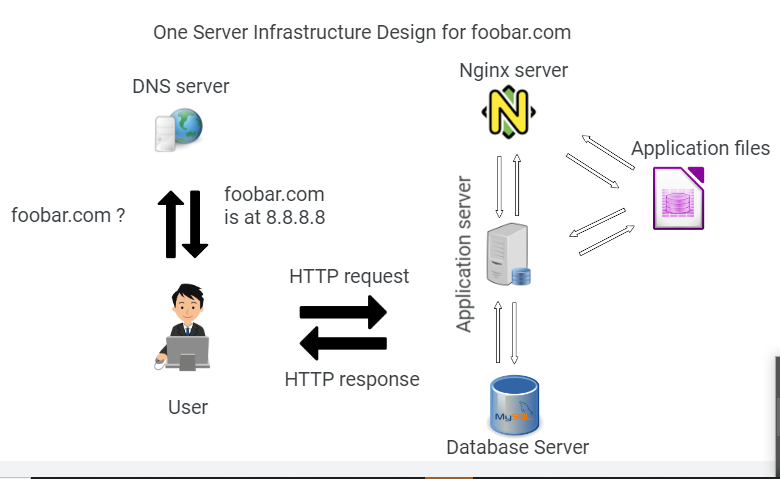 One Server Infrastructure Design for foobar.com
Nginx server
DNS server
Application files
foobar.com ?
foobar.com
is at 8.8.8.8
Application server
HTTP request
HTTP response
User
MySQL
Database Server